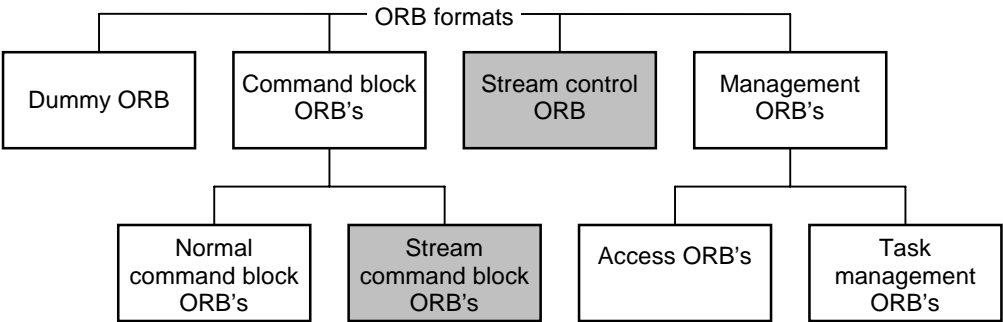 ORB formats
Dummy ORB
Command block
ORB's
Stream control
ORB
Management
ORB's
Normal
command block
ORB's
Stream
command block
ORB's
Access ORB's
Task
management
ORB's